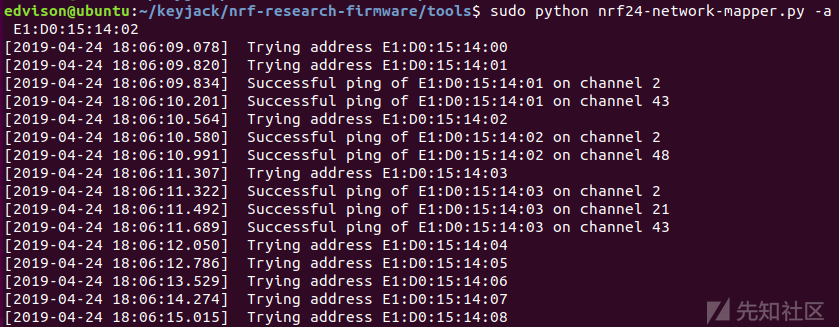 edvison@ubuntu:~/keyjack/nrf-research-firmware/tools$ sudo python nrf24-network-mapper.py -a
 E1:D0:15:14:02
[2019-04-24 18:06:09.078]  Trying address E1:D0:15:14:00
[2019-04-24 18:06:09.820]  Trying address E1:D0:15:14:01
[2019-04-24 18:06:09.834]  Successful ping of E1:D0:15:14:01 on channel 2
[2019-04-24 18:06:10.201]  Successful ping of E1:D0:15:14:01 on channel 43
[2019-04-24 18:06:10.564]  Trying address E1:D0:15:14:02
[2019-04-24 18:06:10.580]  Successful ping of E1:D0:15:14:02 on channel 2
[2019-04-24 18:06:10.991]  Successful ping of E1:D0:15:14:02 on channel 48
[2019-04-24 18:06:11.307]  Trying address E1:D0:15:14:03
[2019-04-24 18:06:11.322]  Successful ping of E1:D0:15:14:03 on channel 2
[2019-04-24 18:06:11.492]  Successful ping of E1:D0:15:14:03 on channel 21
[2019-04-24 18:06:11.689]  Successful ping of E1:D0:15:14:03 on channel 43
[2019-04-24 18:06:12.050]  Trying address E1:D0:15:14:04
[2019-04-24 18:06:12.786]  Trying address E1:D0:15:14:05
[2019-04-24 18:06:13.529]  Trying address E1:D0:15:14:06
[2019-04-24 18:06:14.274]  Trying address E1:D0:15:14:07
[2019-04-24 18:06:15.015]  Trying address E1:D0:15:14:08
先知社区